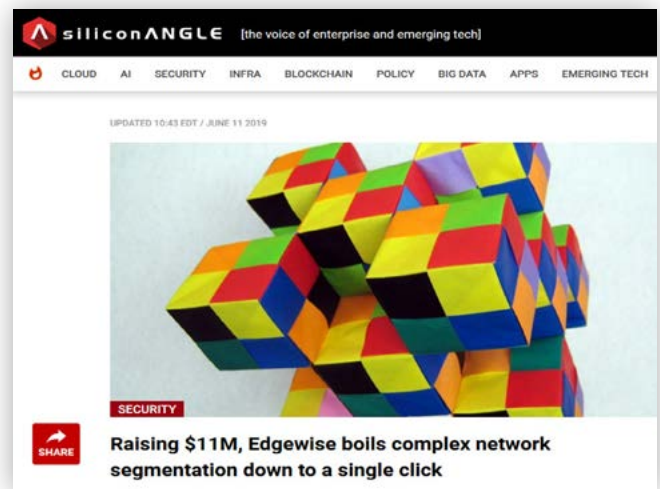 siliconANGLE [the voice of enterprise and emerging tech]
CLOUD AI SECURITY INFRA BLOCKCHAIN POLICY BIG DATA APPS EMERGING TECH
UPDATED 10:43 EDT / JUNE 11 2019
SECURITY
SHARE
Raising $11M, Edgewise boils complex network
segmentation down to a single click